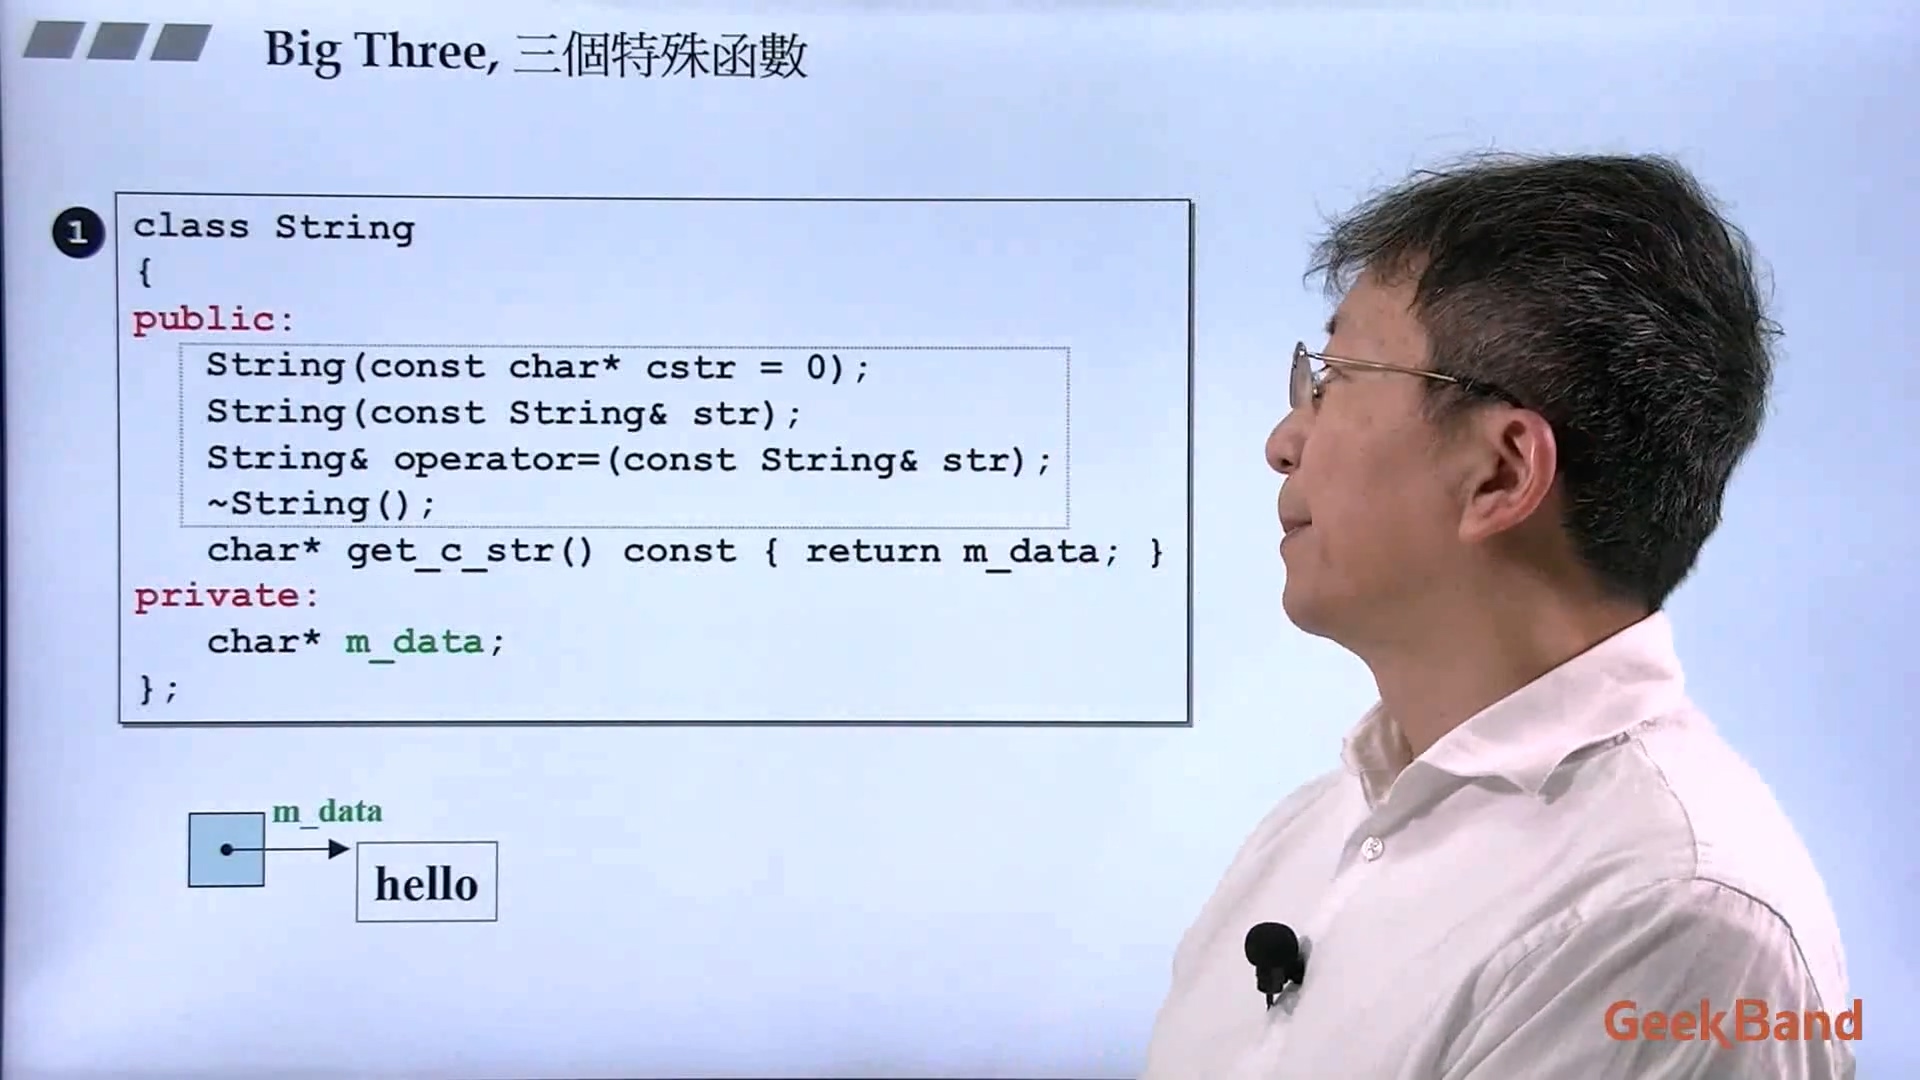 Big Three, 三個特殊函數
1
class String
{
public:
String(const char* cstr = 0);
String(const String& str);
String& operator=(const String& str);
~String();
char* get_c_str() const { return m_data; }
private:
char* m_data;
};
m_data
hello
GeekBand